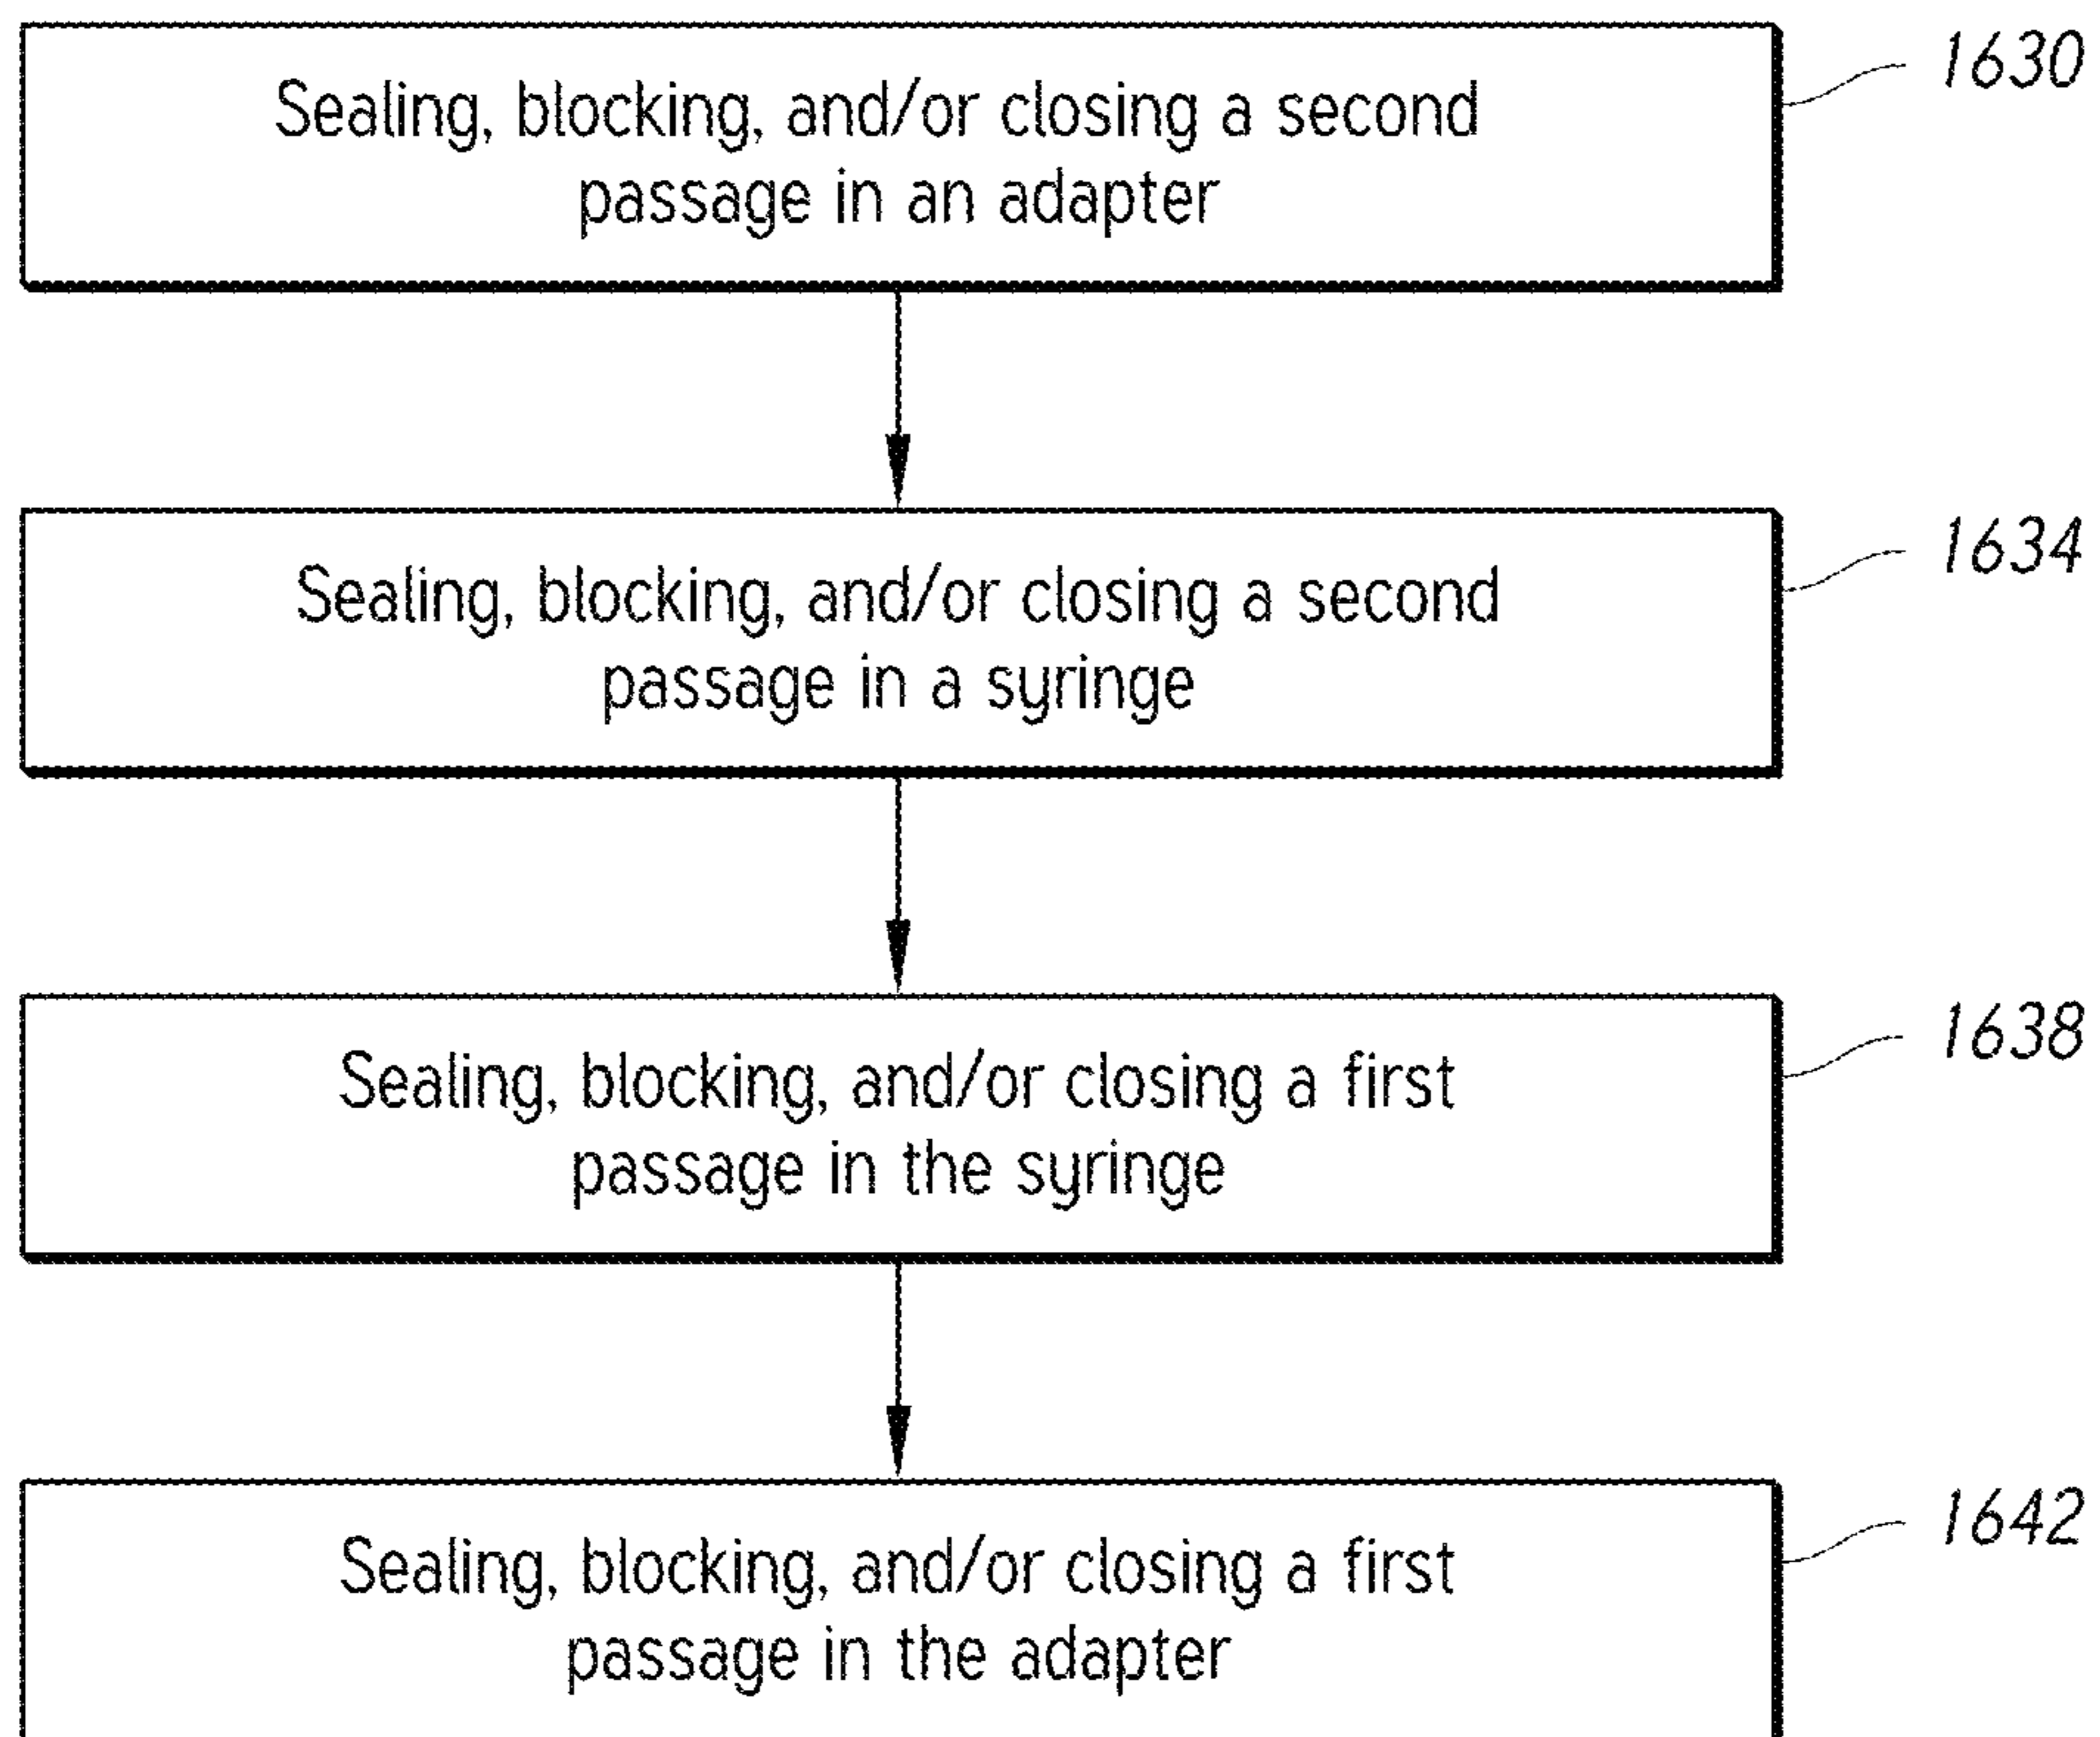 Sealing, blocking, and/or closing a second
passage in an adapter
1630
Sealing, blocking, and/or closing a second
passage in a syringe
1634
Sealing, blocking, and/or closing a first
passage in the syringe
1638
Sealing, blocking, and/or closing a first
passage in the adapter
1642